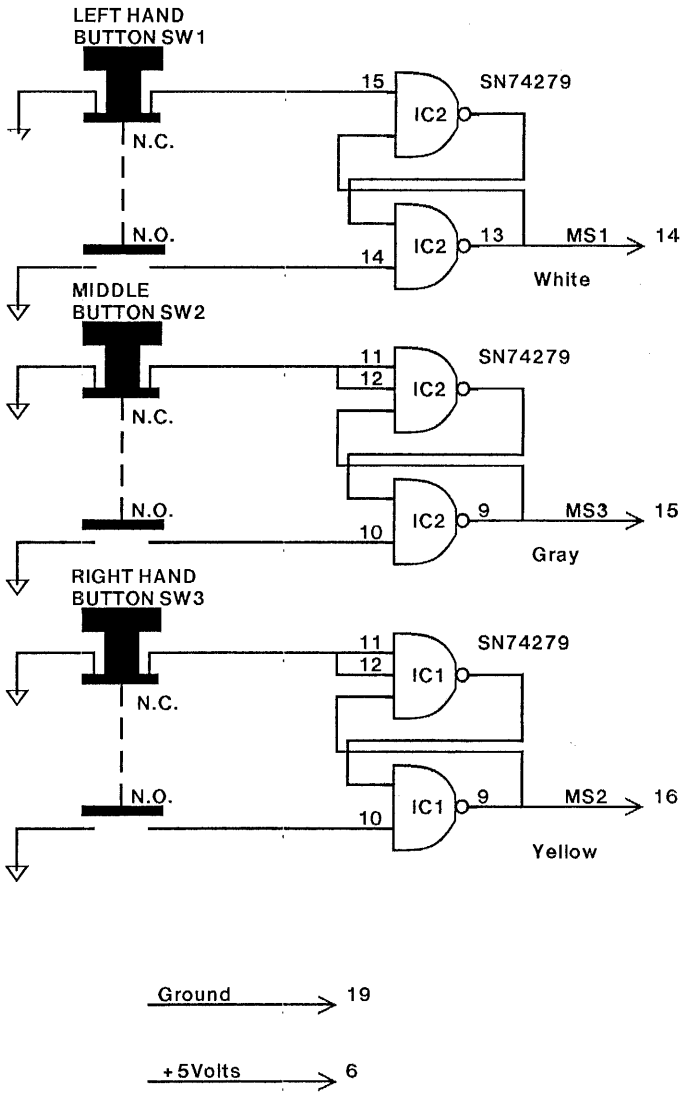 LEFT HAND
BUTTON SW1
15
SN74279
IC2
N.C.
N.O.
14
IC2
13
MS1
14
White
MIDDLE
BUTTON SW2
11
12
SN74279
IC2
N.C.
N.O.
10
IC2
9
MS3
15
Gray
RIGHT HAND
BUTTON SW3
11
12
SN74279
IC1
N.C.
N.O.
10
IC1
9
MS2
16
Yellow
Ground
19
+5Volts
6